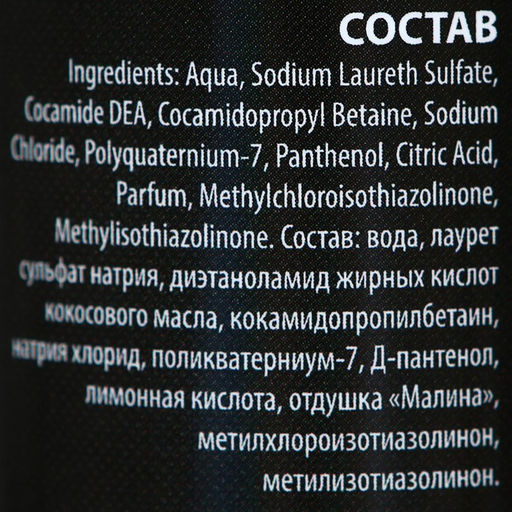 СОСТАВ
Ingredients: Aqua, Sodium Laureth Sulfate,
Cocamide DEA, Cocamidopropyl Betaine, Sodium
Chloride, Polyquaternium-7, Panthenol, Citric Acid,
Parfum, Methylchloroisothiazolinone,
Methylisothiazolinone. Состав: вода, лаурет
сульфат натрия, диэтаноламид жирных кислот
кокосового масла, кокамидопропилбетаин,
натрия хлорид, поликватерниум-7, Д-пантенол,
лимонная кислота, отдушка «Малина»,
метилхлороизотиазолинон,
метилизотиазолинон.